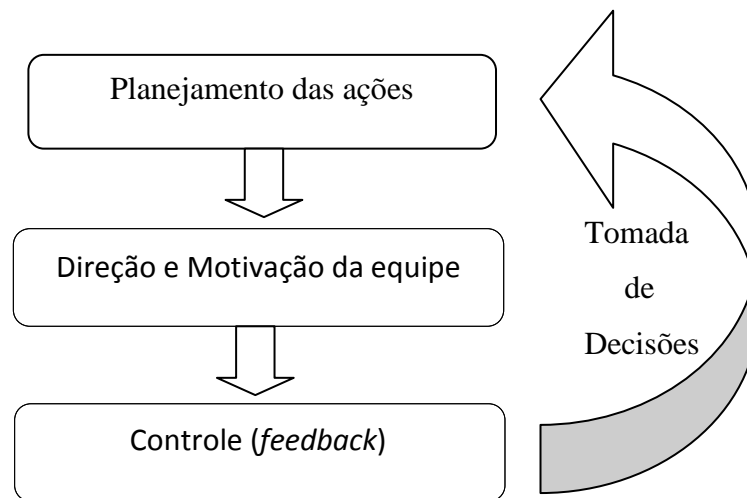 Planejamento das ações
Direção e Motivação da equipe
Controle (feedback)
Tomada
de
Decisões